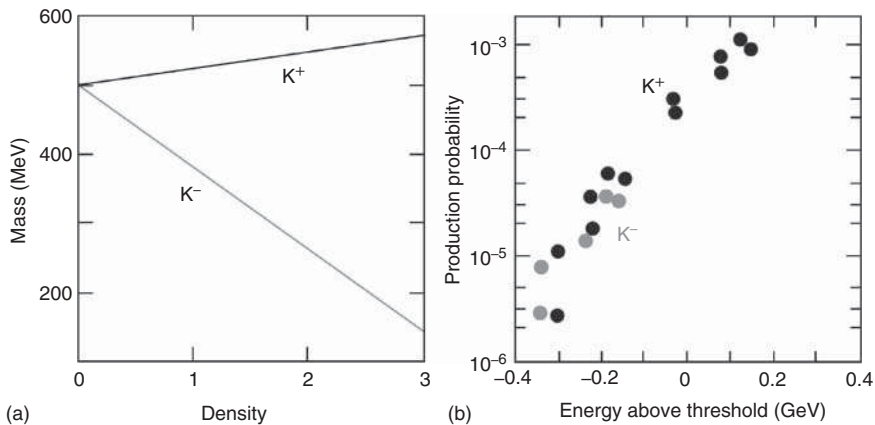 600
400
200
0
1
2
3
Mass (MeV)
Density
K⁺
K⁻
(a)
10⁻³
10⁻⁴
10⁻⁵
10⁻⁶
−0.4
−0.2
0
0.2
0.4
Production probability
Energy above threshold (GeV)
K⁺
K⁻
(b)